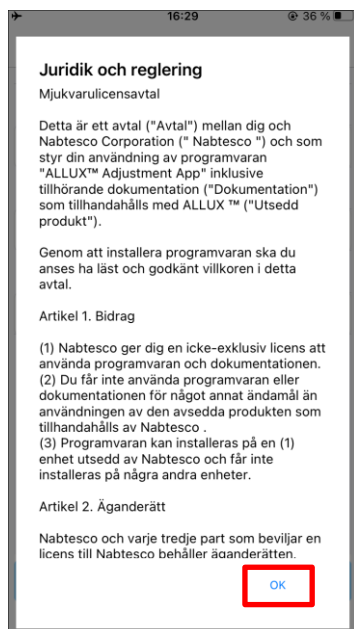 16:29 36 %
Juridik och reglering
Mjukvarulicensavtal
Detta är ett avtal ("Avtal") mellan dig och
Nabtesco Corporation (" Nabtesco ") och som
styr din användning av programvaran
"ALLUX™ Adjustment App" inklusive
tillhörande dokumentation ("Dokumentation")
som tillhandahålls med ALLUX ™ ("Utsedd
produkt").
Genom att installera programvaran ska du
anses ha läst och godkänt villkoren i detta
avtal.
Artikel 1. Bidrag
(1) Nabtesco ger dig en icke-exklusiv licens att
använda programvaran och dokumentationen.
(2) Du får inte använda programvaran eller
dokumentationen för något annat ändamål än
användningen av den avsedda produkten som
tillhandahålls av Nabtesco .
(3) Programvaran kan installeras på en (1)
enhet utsedd av Nabtesco och får inte
installeras på några andra enheter.
Artikel 2. Äganderätt
Nabtesco och varje tredje part som beviljar en
licens till Nabtesco behåller äganderätten,
OK